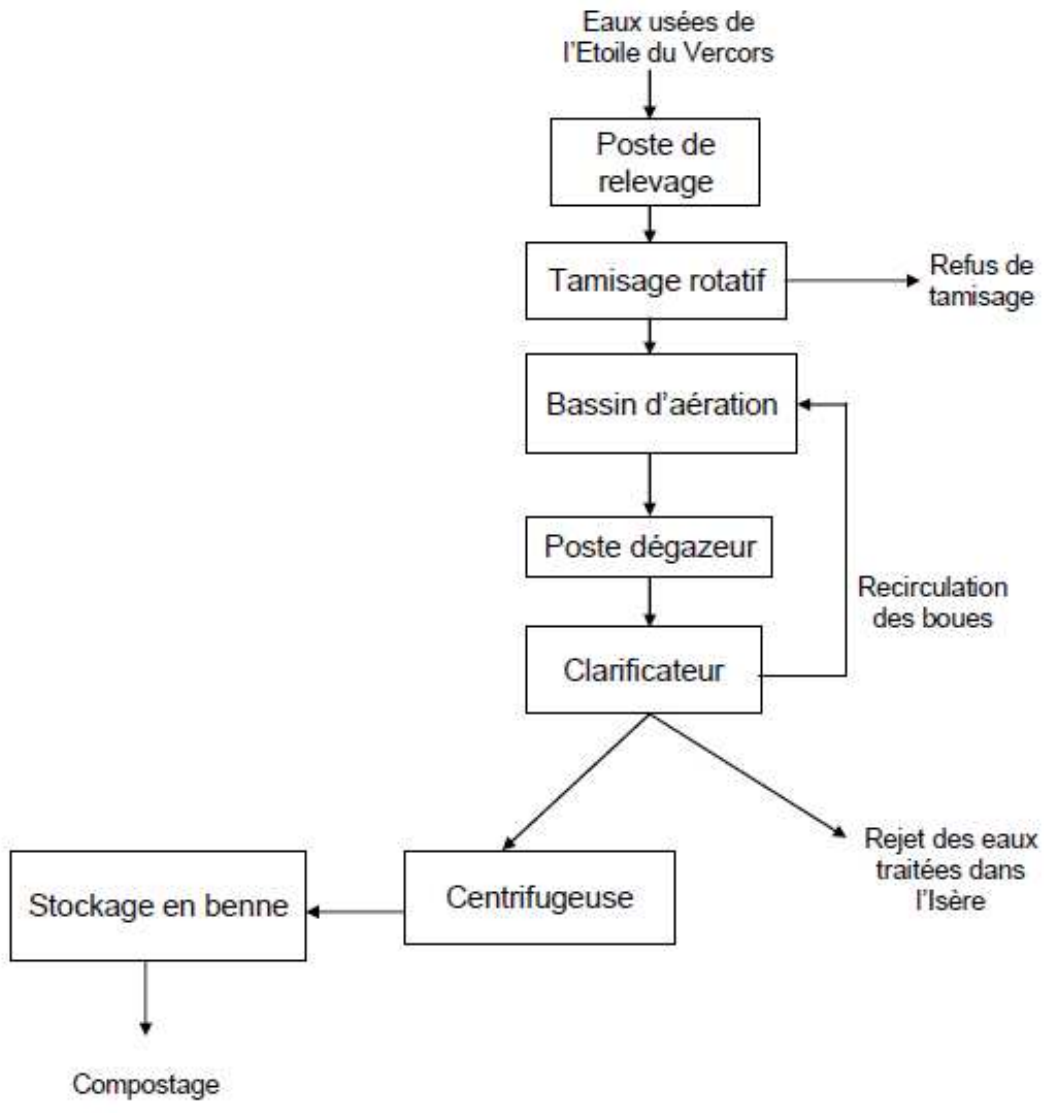 Eaux usées de
l'Etoile du Vercors
Poste de
relevage
Tamisage rotatif
Refus de
tamisage
Bassin d'aération
Poste dégazeur
Recirculation
des boues
Clarificateur
Rejet des eaux
traitées dans
l'Isère
Centrifugeuse
Stockage en benne
Compostage